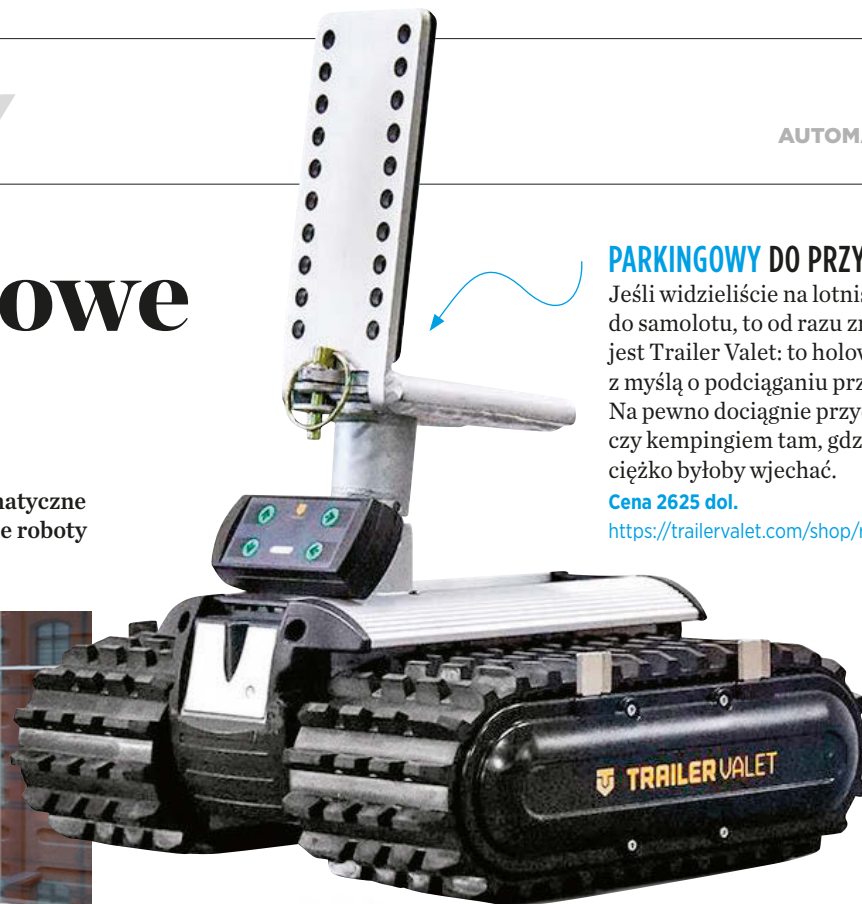 AUTOMA
owe
PARKINGOWY DO PRZY
Jeśli widzieliście na lotnis
do samolotu, to od razu zr
jest Trailer Valet: to holow
z myślą o podciąganiu prz
Na pewno dociągnie przyc
czy kempingiem tam, gdz
ciężko byłoby wjechać.
Cena 2625 dol.
https://trailervalet.com/shop/r
matyczne
e roboty
TRAILER VALET